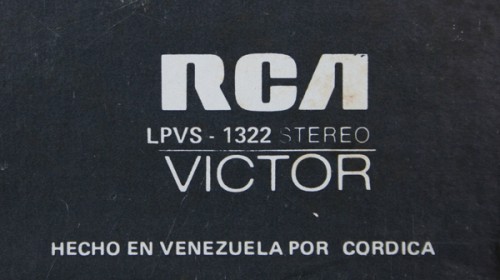 RCA
LPVS - 1322 STEREO
VICTOR
HECHO EN VENEZUELA POR CORDICA